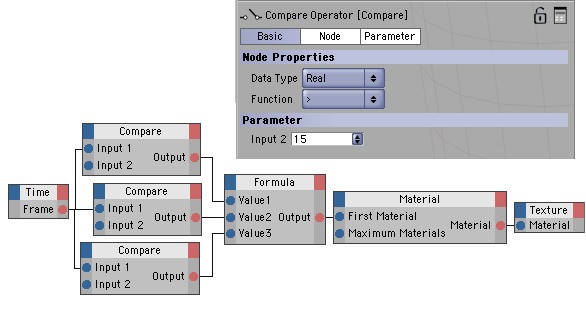 Compare Operator [Compare]
Basic Node Parameter
Node Properties
Data Type Real
Function >
Parameter
Input 2 15
Compare
Input 1
Input 2
Output
Time
Frame
Compare
Input 1
Input 2
Output
Compare
Input 1
Input 2
Output
Formula
Value1
Value2 Output
Value3
Material
First Material
Maximum Materials
Material
Texture
Material